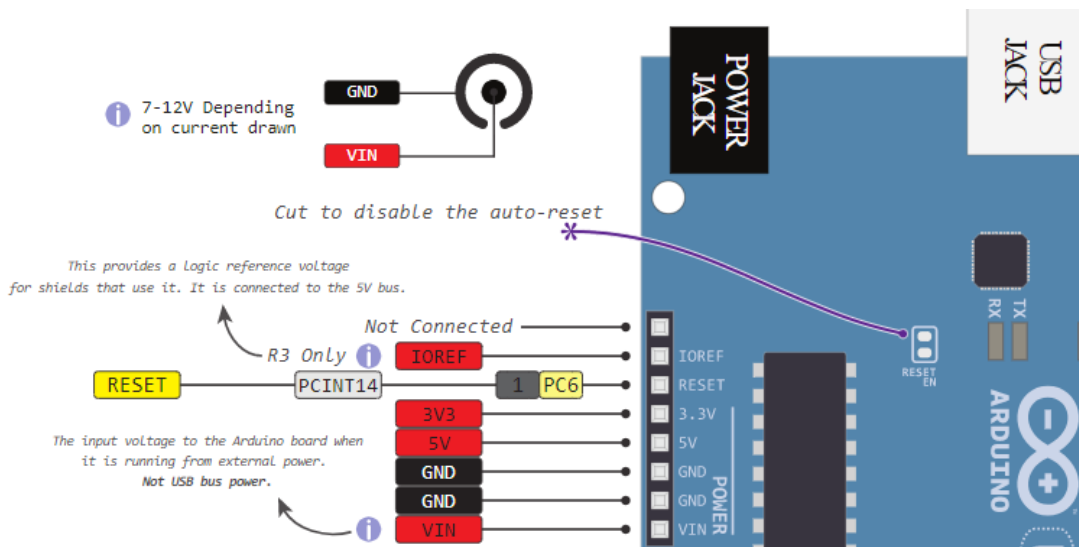 GND
7-12V Depending
on current drawn
VIN
POWER
JACK
USB
JACK
Cut to disable the auto-reset
This provides a logic reference voltage
for shields that use it. It is connected to the 5V bus.
Not Connected
R3 Only
IOREF
IOREF
RESET
PCINT14
1
PC6
RESET
3V3
3.3V
The input voltage to the Arduino board when
it is running from external power.
Not USB bus power.
5V
5V
GND
GND
GND
GND
VIN
VIN
POWER
RESET
EN
RX
TX
ARDUINO